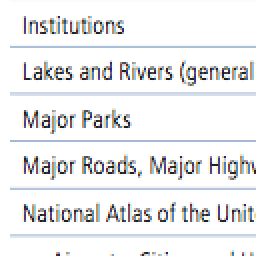 Institutions
Lakes and Rivers (general
Major Parks
Major Roads, Major Highw
National Atlas of the Unit